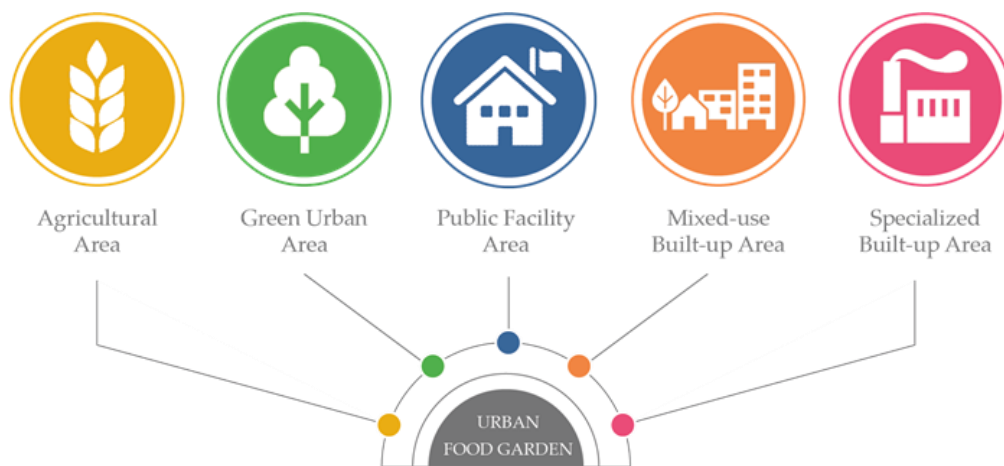 Agricultural
Area
Green Urban
Area
Public Facility
Area
Mixed-use
Built-up Area
Specialized
Built-up Area
URBAN
FOOD GARDEN